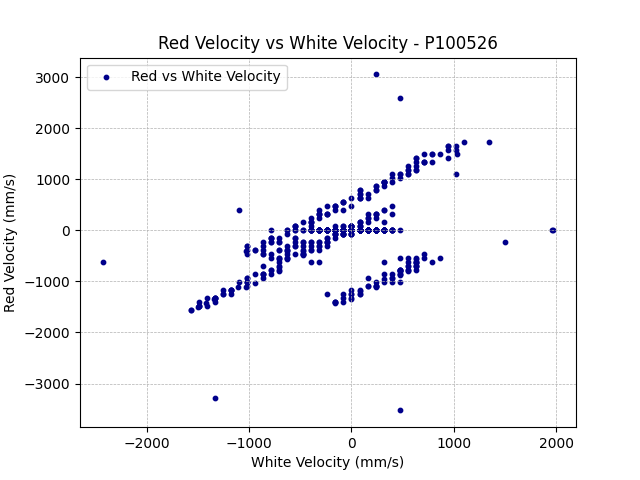 Red Velocity vs White Velocity - P100526
Red vs White Velocity
3000
2000
1000
0
−1000
−2000
−3000
Red Velocity (mm/s)
−2000 −1000 0 1000 2000
White Velocity (mm/s)